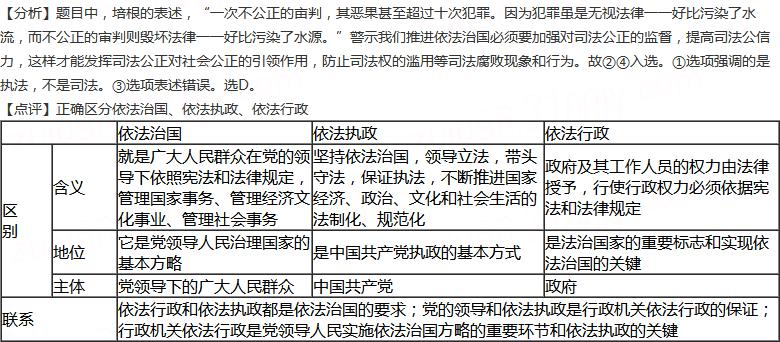 【分析】题目中，培根的表述，“一次不公正的审判，其恶果甚至超过十次犯罪。因为犯罪虽是无视法律——好比污染了水
流，而不公正的审判则毁坏法律——好比污染了水源。”警示我们推进依法治国必须要加强对司法公正的监督，提高司法公信
力，这样才能发挥司法公正对社会公正的引领作用，防止司法权的滥用等司法腐败现象和行为。故②④入选。①选项强调的是
执法，不是司法。③选项表述错误。选D。
【点评】正确区分依法治国、依法执政、依法行政
依法治国 依法执政 依法行政
区别
含义
就是广大人民群众在党的领
导下依照宪法和法律规定，
管理国家事务、管理经济文
化事业、管理社会事务
坚持依法治国，领导立法，带头
守法，保证执法，不断推进国家
经济、政治、文化和社会生活的
法制化、规范化
政府及其工作人员的权力由法律
授予，行使行政权力必须依据宪
法和法律规定
地位
它是党领导人民治理国家的
基本方略
是中国共产党执政的基本方式
是法治国家的重要标志和实现依
法治国的关键
主体 党领导下的广大人民群众 中国共产党 政府
联系
依法行政和依法执政都是依法治国的要求；党的领导和依法执政是行政机关依法行政的保证；
行政机关依法行政是党领导人民实施依法治国方略的重要环节和依法执政的关键